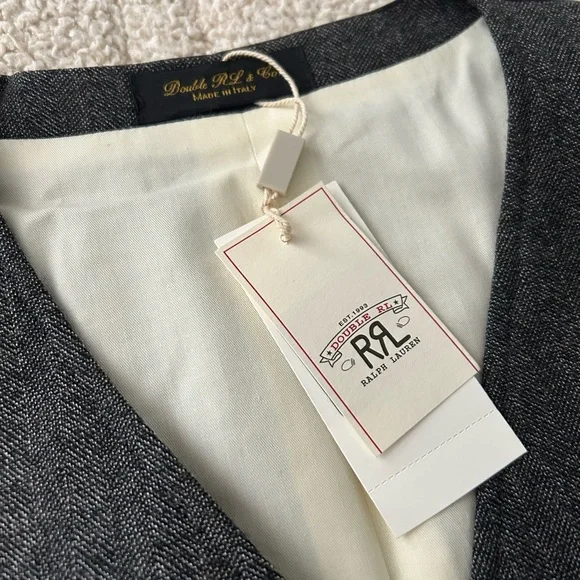 Double RL & Co
MADE IN ITALY
EST. 1993
DOUBLE RL
RRL
RALPH LAUREN